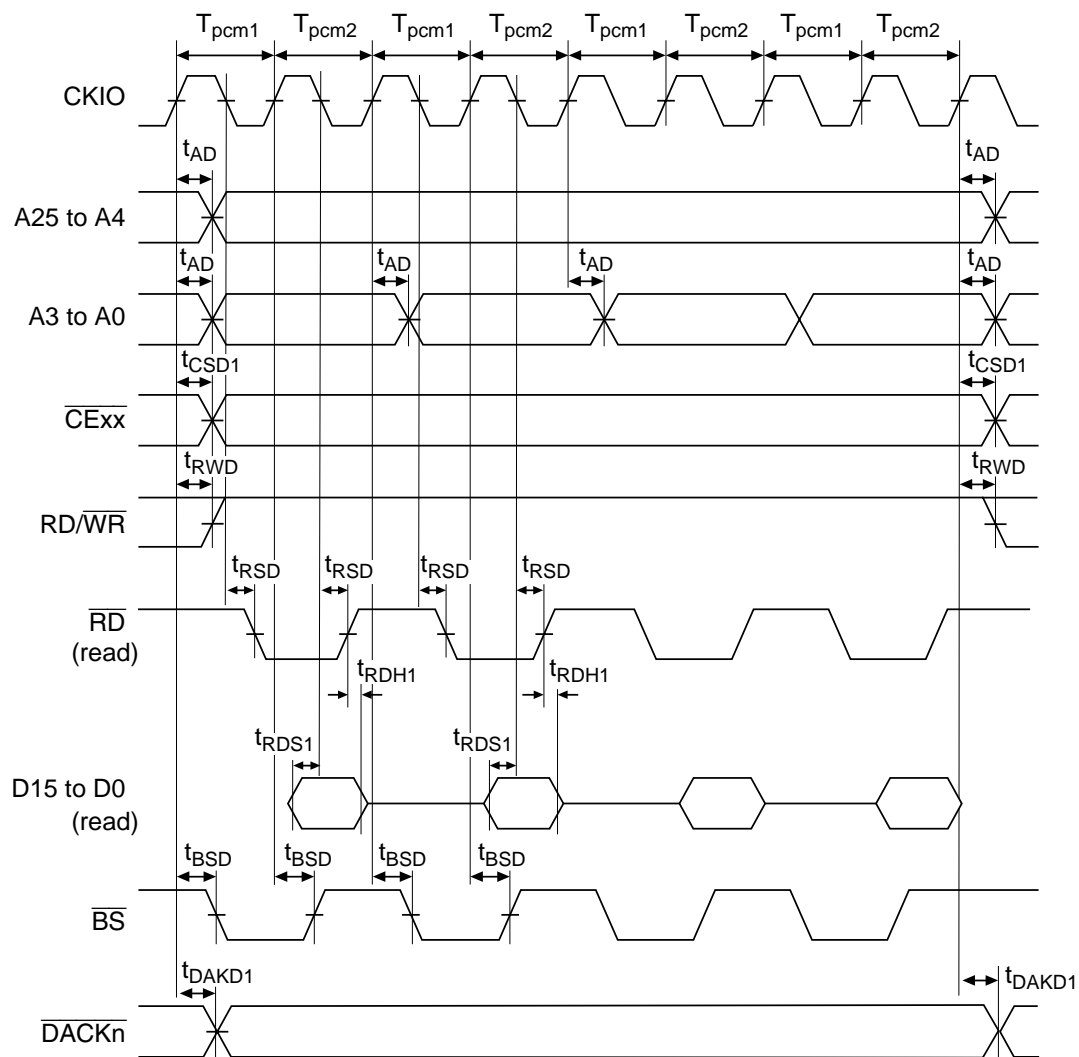 Tpcm1 Tpcm2 Tpcm1 Tpcm2 Tpcm1 Tpcm2 Tpcm1 Tpcm2
CKIO
tAD tAD
A25 to A4
tAD tAD tAD tAD
A3 to A0
tCSD1 tCSD1
CExx
tRWD tRWD
RD/WR
tRSD tRSD tRSD tRSD
RD
(read)
tRDH1 tRDH1
tRDS1 tRDS1
D15 to D0
(read)
tBSD tBSD tBSD tBSD
BS
tDAKD1 tDAKD1
DACKn